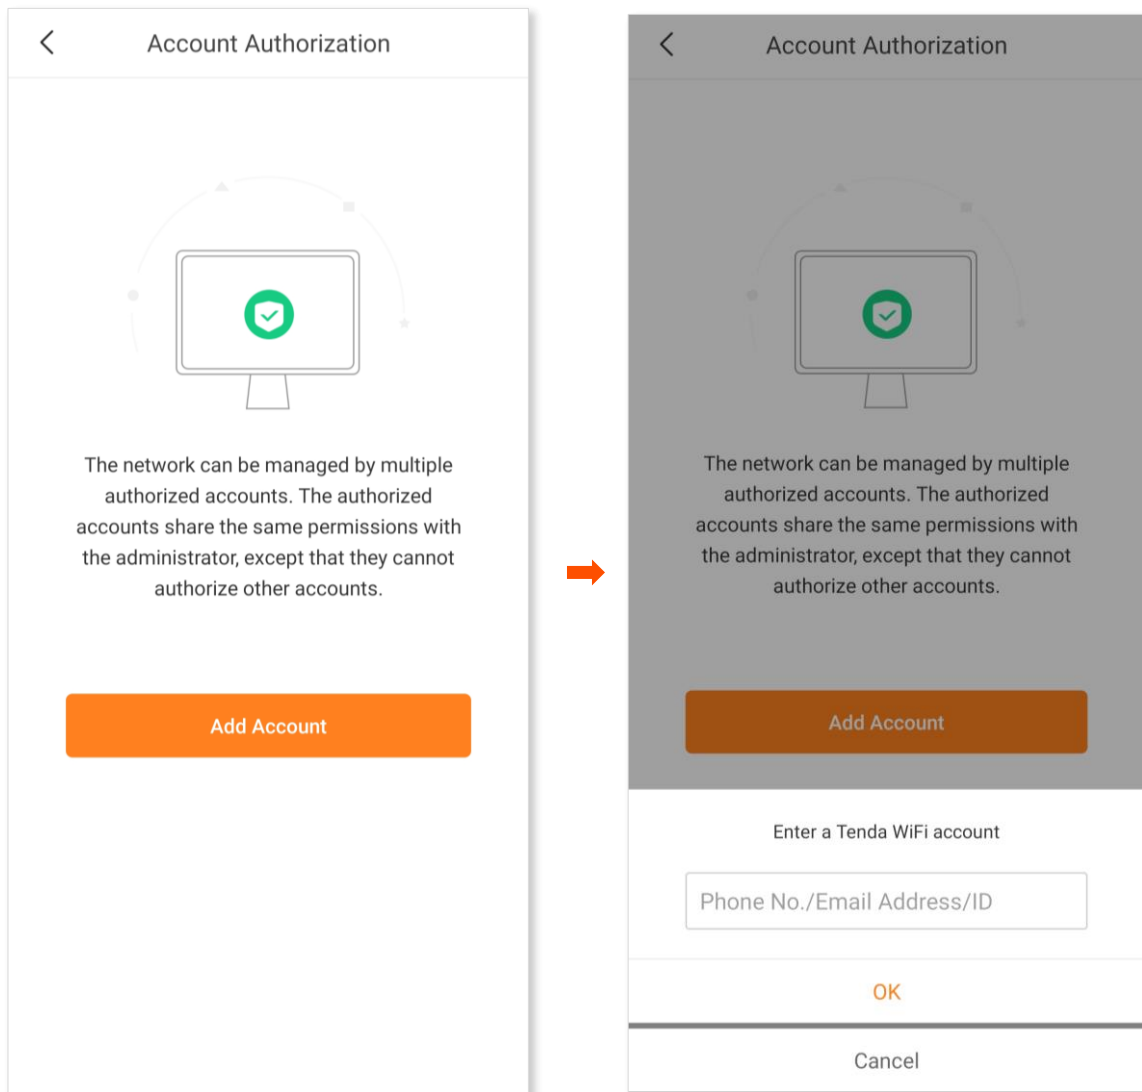 Account Authorization
The network can be managed by multiple
authorized accounts. The authorized
accounts share the same permissions with
the administrator, except that they cannot
authorize other accounts.
Add Account
Account Authorization
The network can be managed by multiple
authorized accounts. The authorized
accounts share the same permissions with
the administrator, except that they cannot
authorize other accounts.
Add Account
Enter a Tenda WiFi account
Phone No./Email Address/ID
OK
Cancel